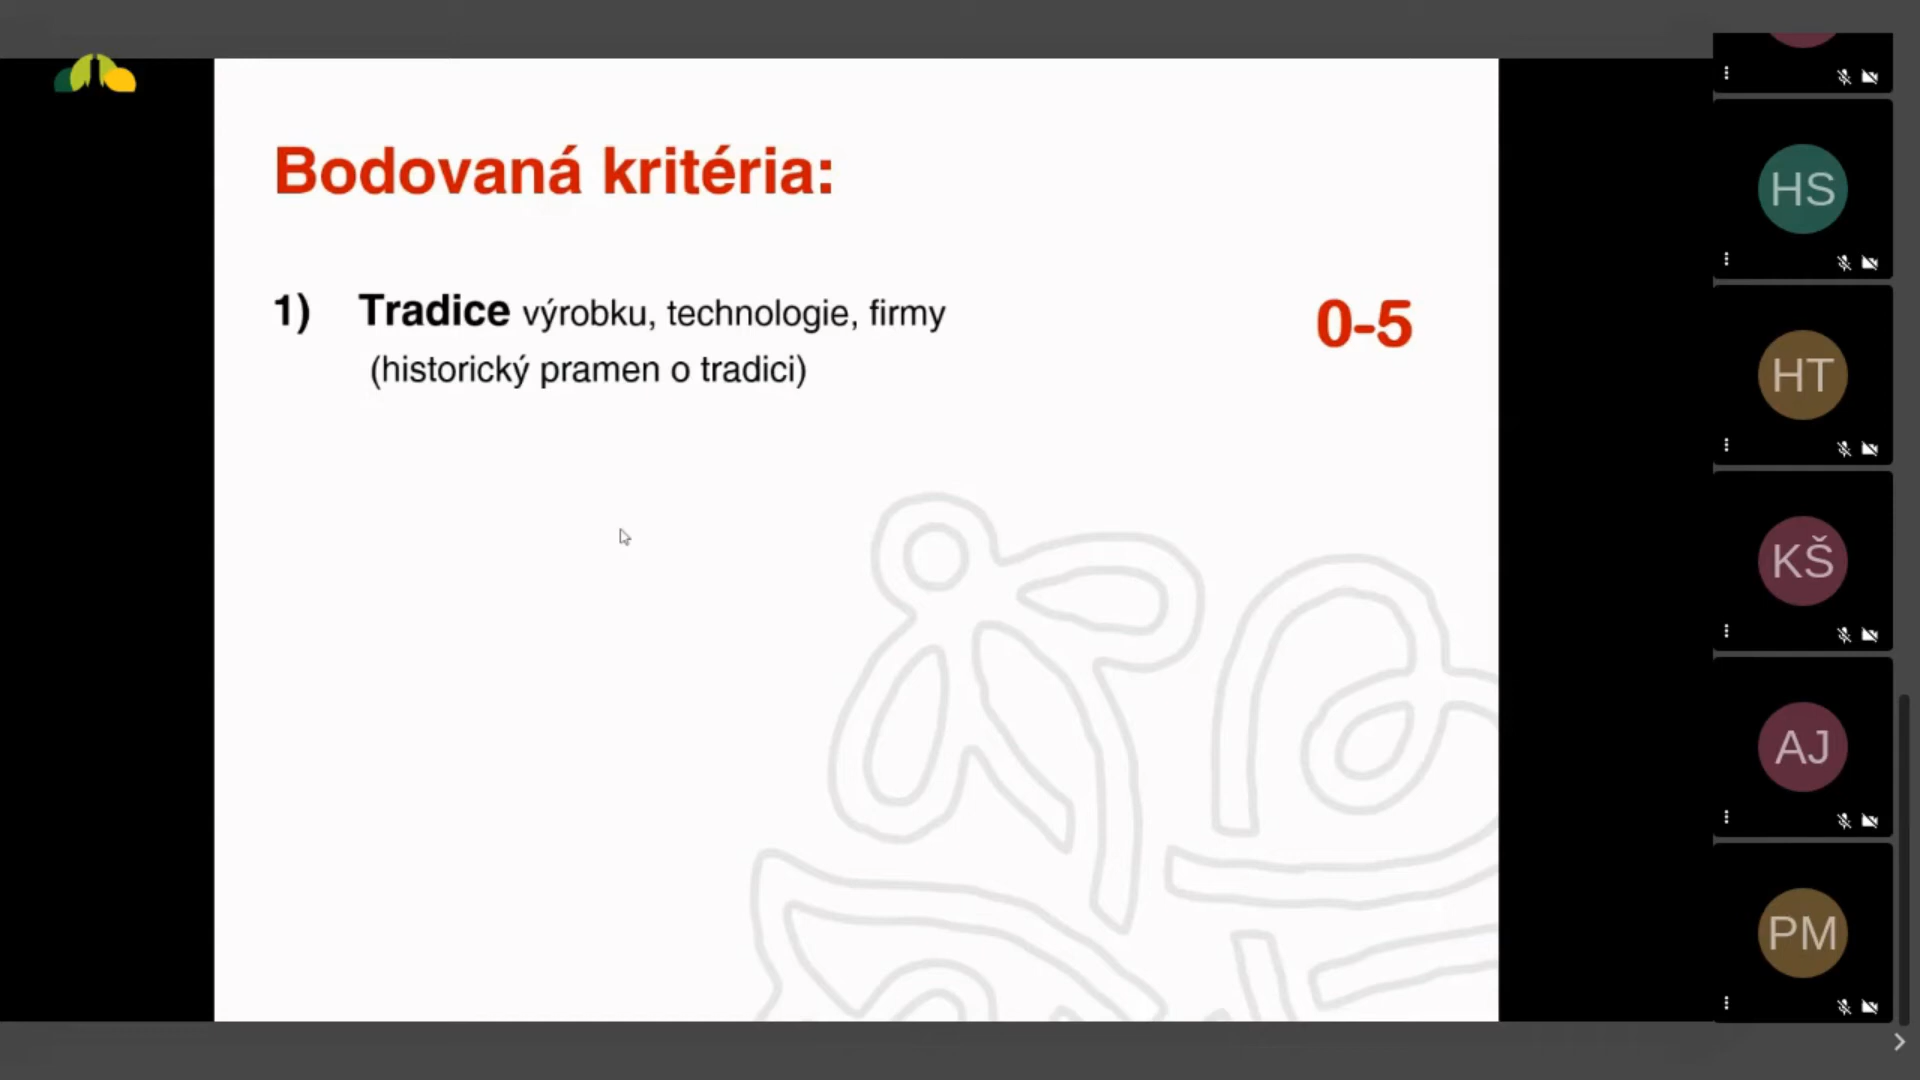 Bodovaná kritéria:
1) Tradice výrobku, technologie, firmy 0-5
(historický pramen o tradici)
HS
HT
KŠ
AJ
PM